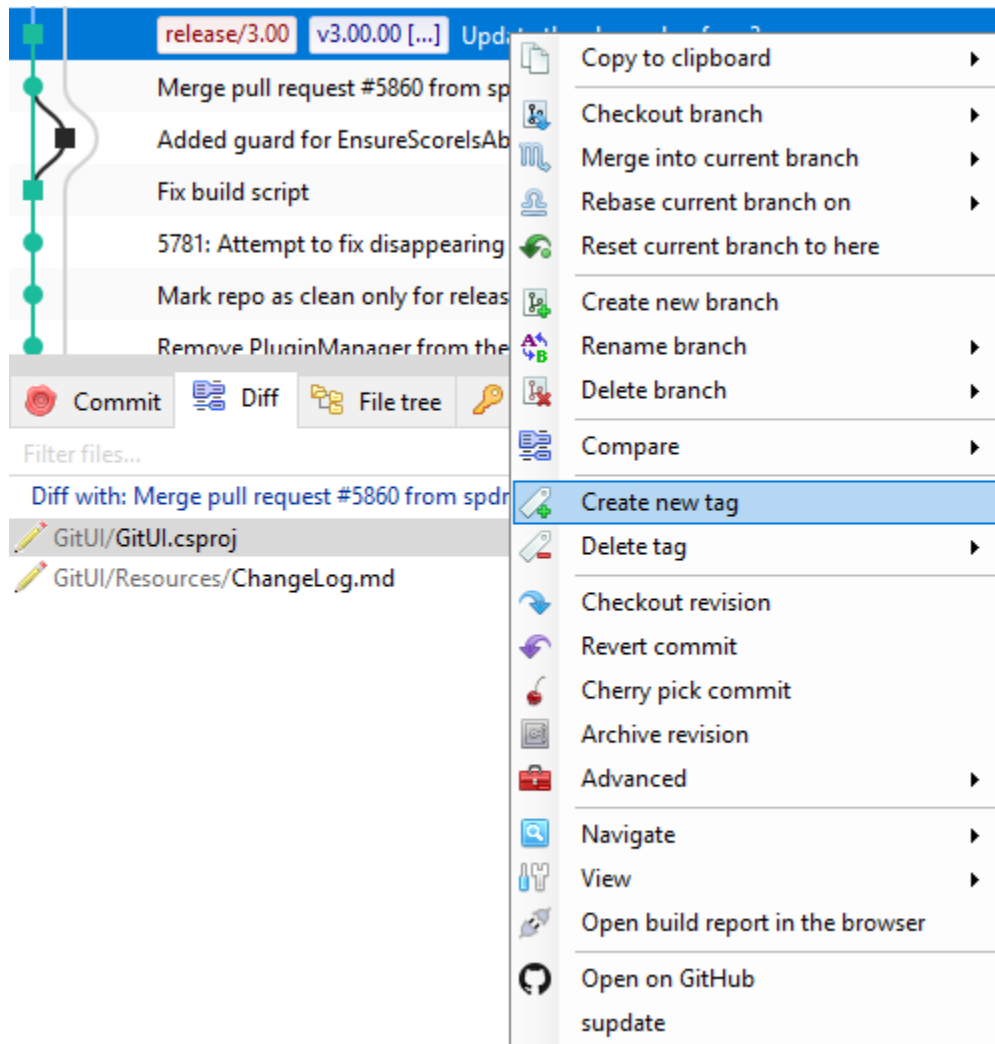 release/3.00 v3.00.00 [...]
Merge pull request #5860 from sp
Added guard for EnsureScoreIsAb
Fix build script
5781: Attempt to fix disappearing
Mark repo as clean only for releas
Remove PluginManager from the
Commit Diff File tree
Filter files...
Diff with: Merge pull request #5860 from spdr
GitUI/GitUI.csproj
GitUI/Resources/ChangeLog.md
Copy to clipboard
Checkout branch
Merge into current branch
Rebase current branch on
Reset current branch to here
Create new branch
Rename branch
Delete branch
Compare
Create new tag
Delete tag
Checkout revision
Revert commit
Cherry pick commit
Archive revision
Advanced
Navigate
View
Open build report in the browser
Open on GitHub
supdate